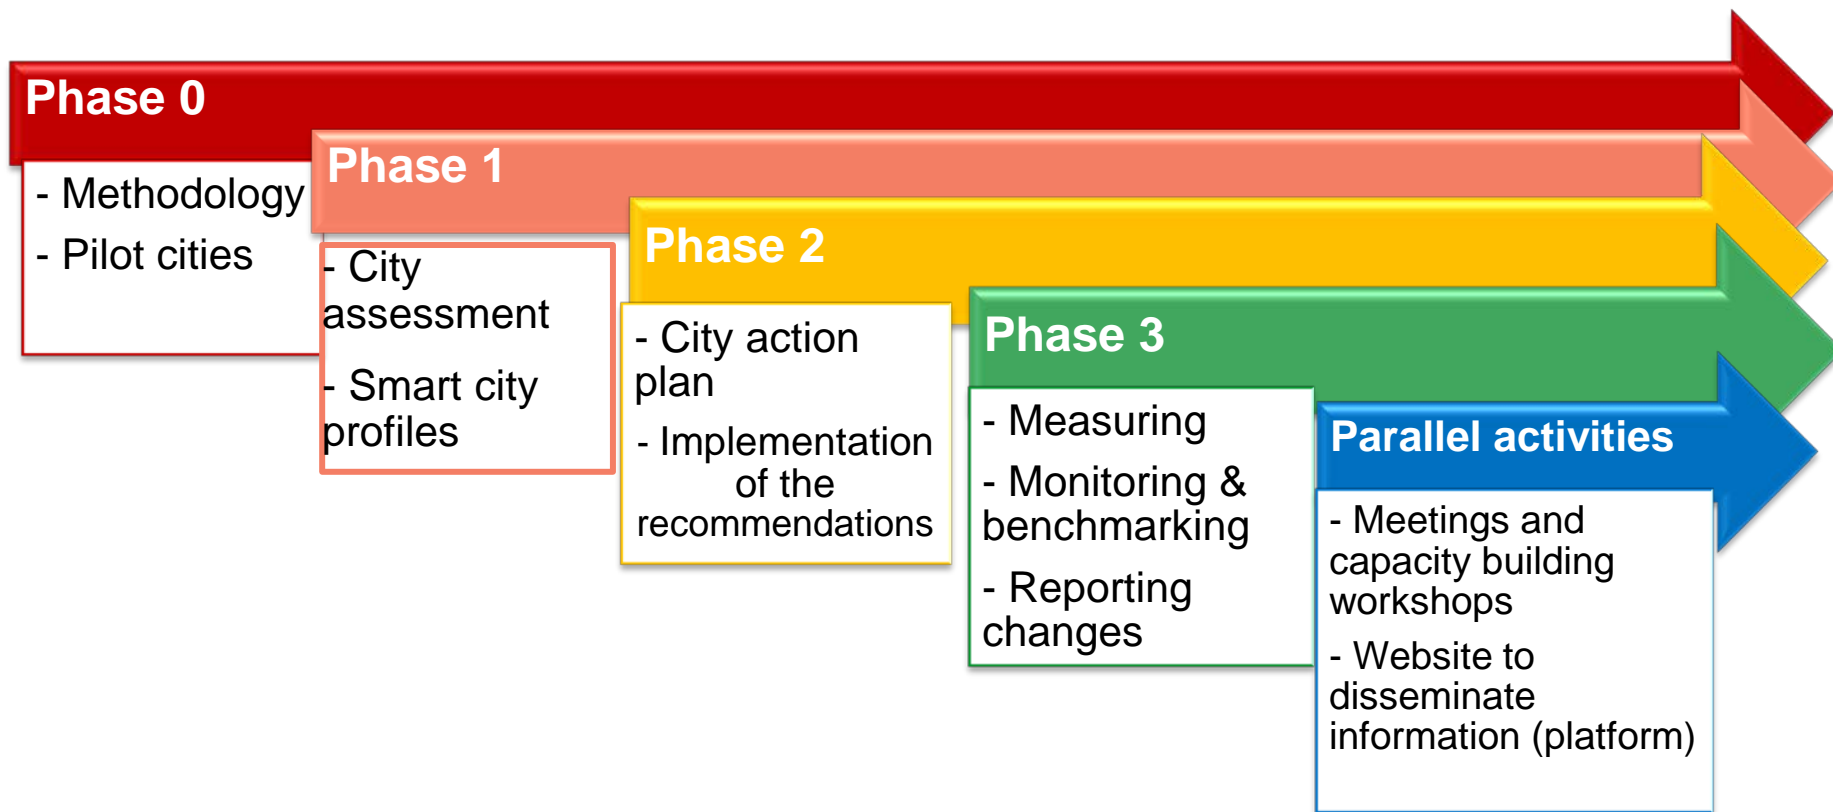 Phase 0
- Methodology
- Pilot cities
Phase 1
- City
assessment
- Smart city
profiles
Phase 2
- City action
plan
- Implementation
of the
recommendations
Phase 3
- Measuring
- Monitoring &
benchmarking
- Reporting
changes
Parallel activities
- Meetings and
capacity building
workshops
- Website to
disseminate
information (platform)